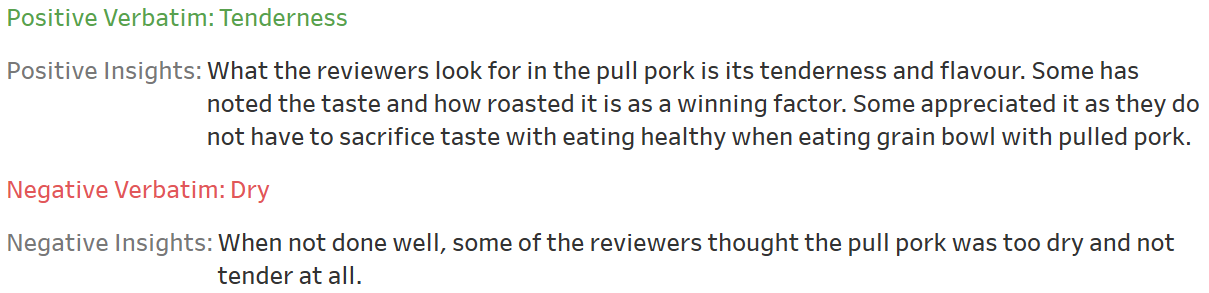 Positive Verbatim: Tenderness
Positive Insights: What the reviewers look for in the pull pork is its tenderness and flavour. Some has
noted the taste and how roasted it is as a winning factor. Some appreciated it as they do
not have to sacrifice taste with eating healthy when eating grain bowl with pulled pork.
Negative Verbatim: Dry
Negative Insights: When not done well, some of the reviewers thought the pull pork was too dry and not
tender at all.